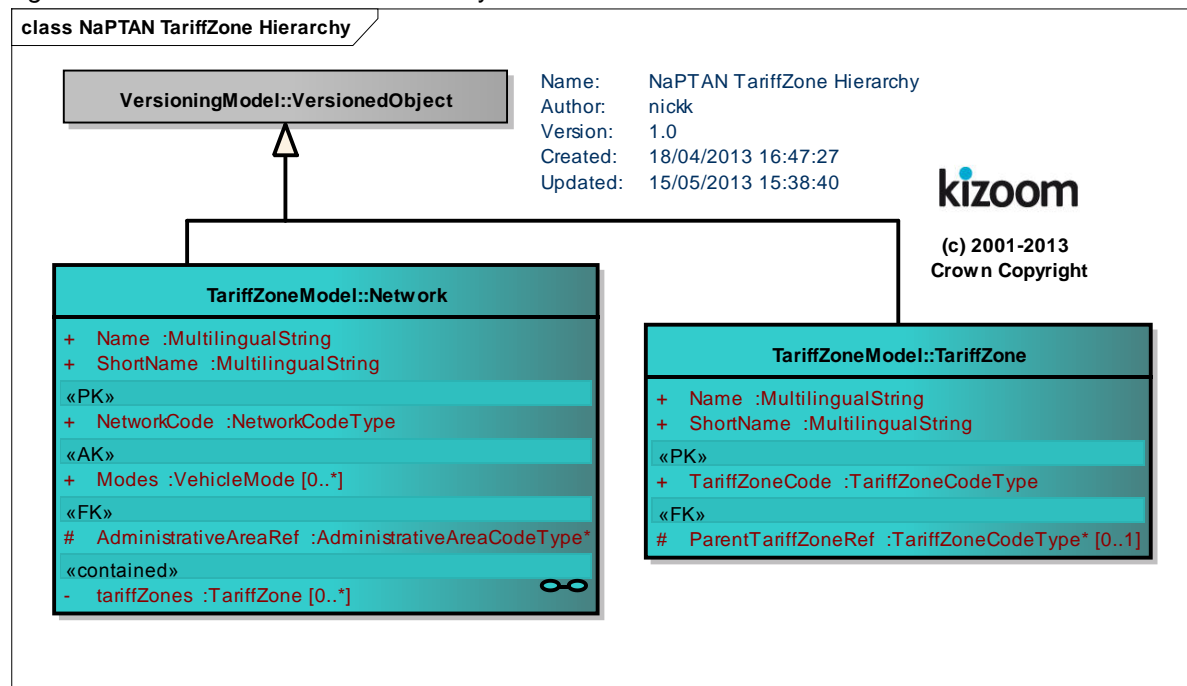 class NaPTAN TariffZone Hierarchy
VersioningModel::VersionedObject
Name: NaPTAN TariffZone Hierarchy
Author: nickk
Version: 1.0
Created: 18/04/2013 16:47:27
Updated: 15/05/2013 15:38:40
kizoom
(c) 2001-2013
Crown Copyright
TariffZoneModel::Network
+ Name :MultilingualString
+ ShortName :MultilingualString
«PK»
+ NetworkCode :NetworkCodeType
«AK»
+ Modes :VehicleMode [0..*]
«FK»
# AdministrativeAreaRef :AdministrativeAreaCodeType*
«contained»
- tariffZones :TariffZone [0..*]
TariffZoneModel::TariffZone
+ Name :MultilingualString
+ ShortName :MultilingualString
«PK»
+ TariffZoneCode :TariffZoneCodeType
«FK»
# ParentTariffZoneRef :TariffZoneCodeType* [0..1]